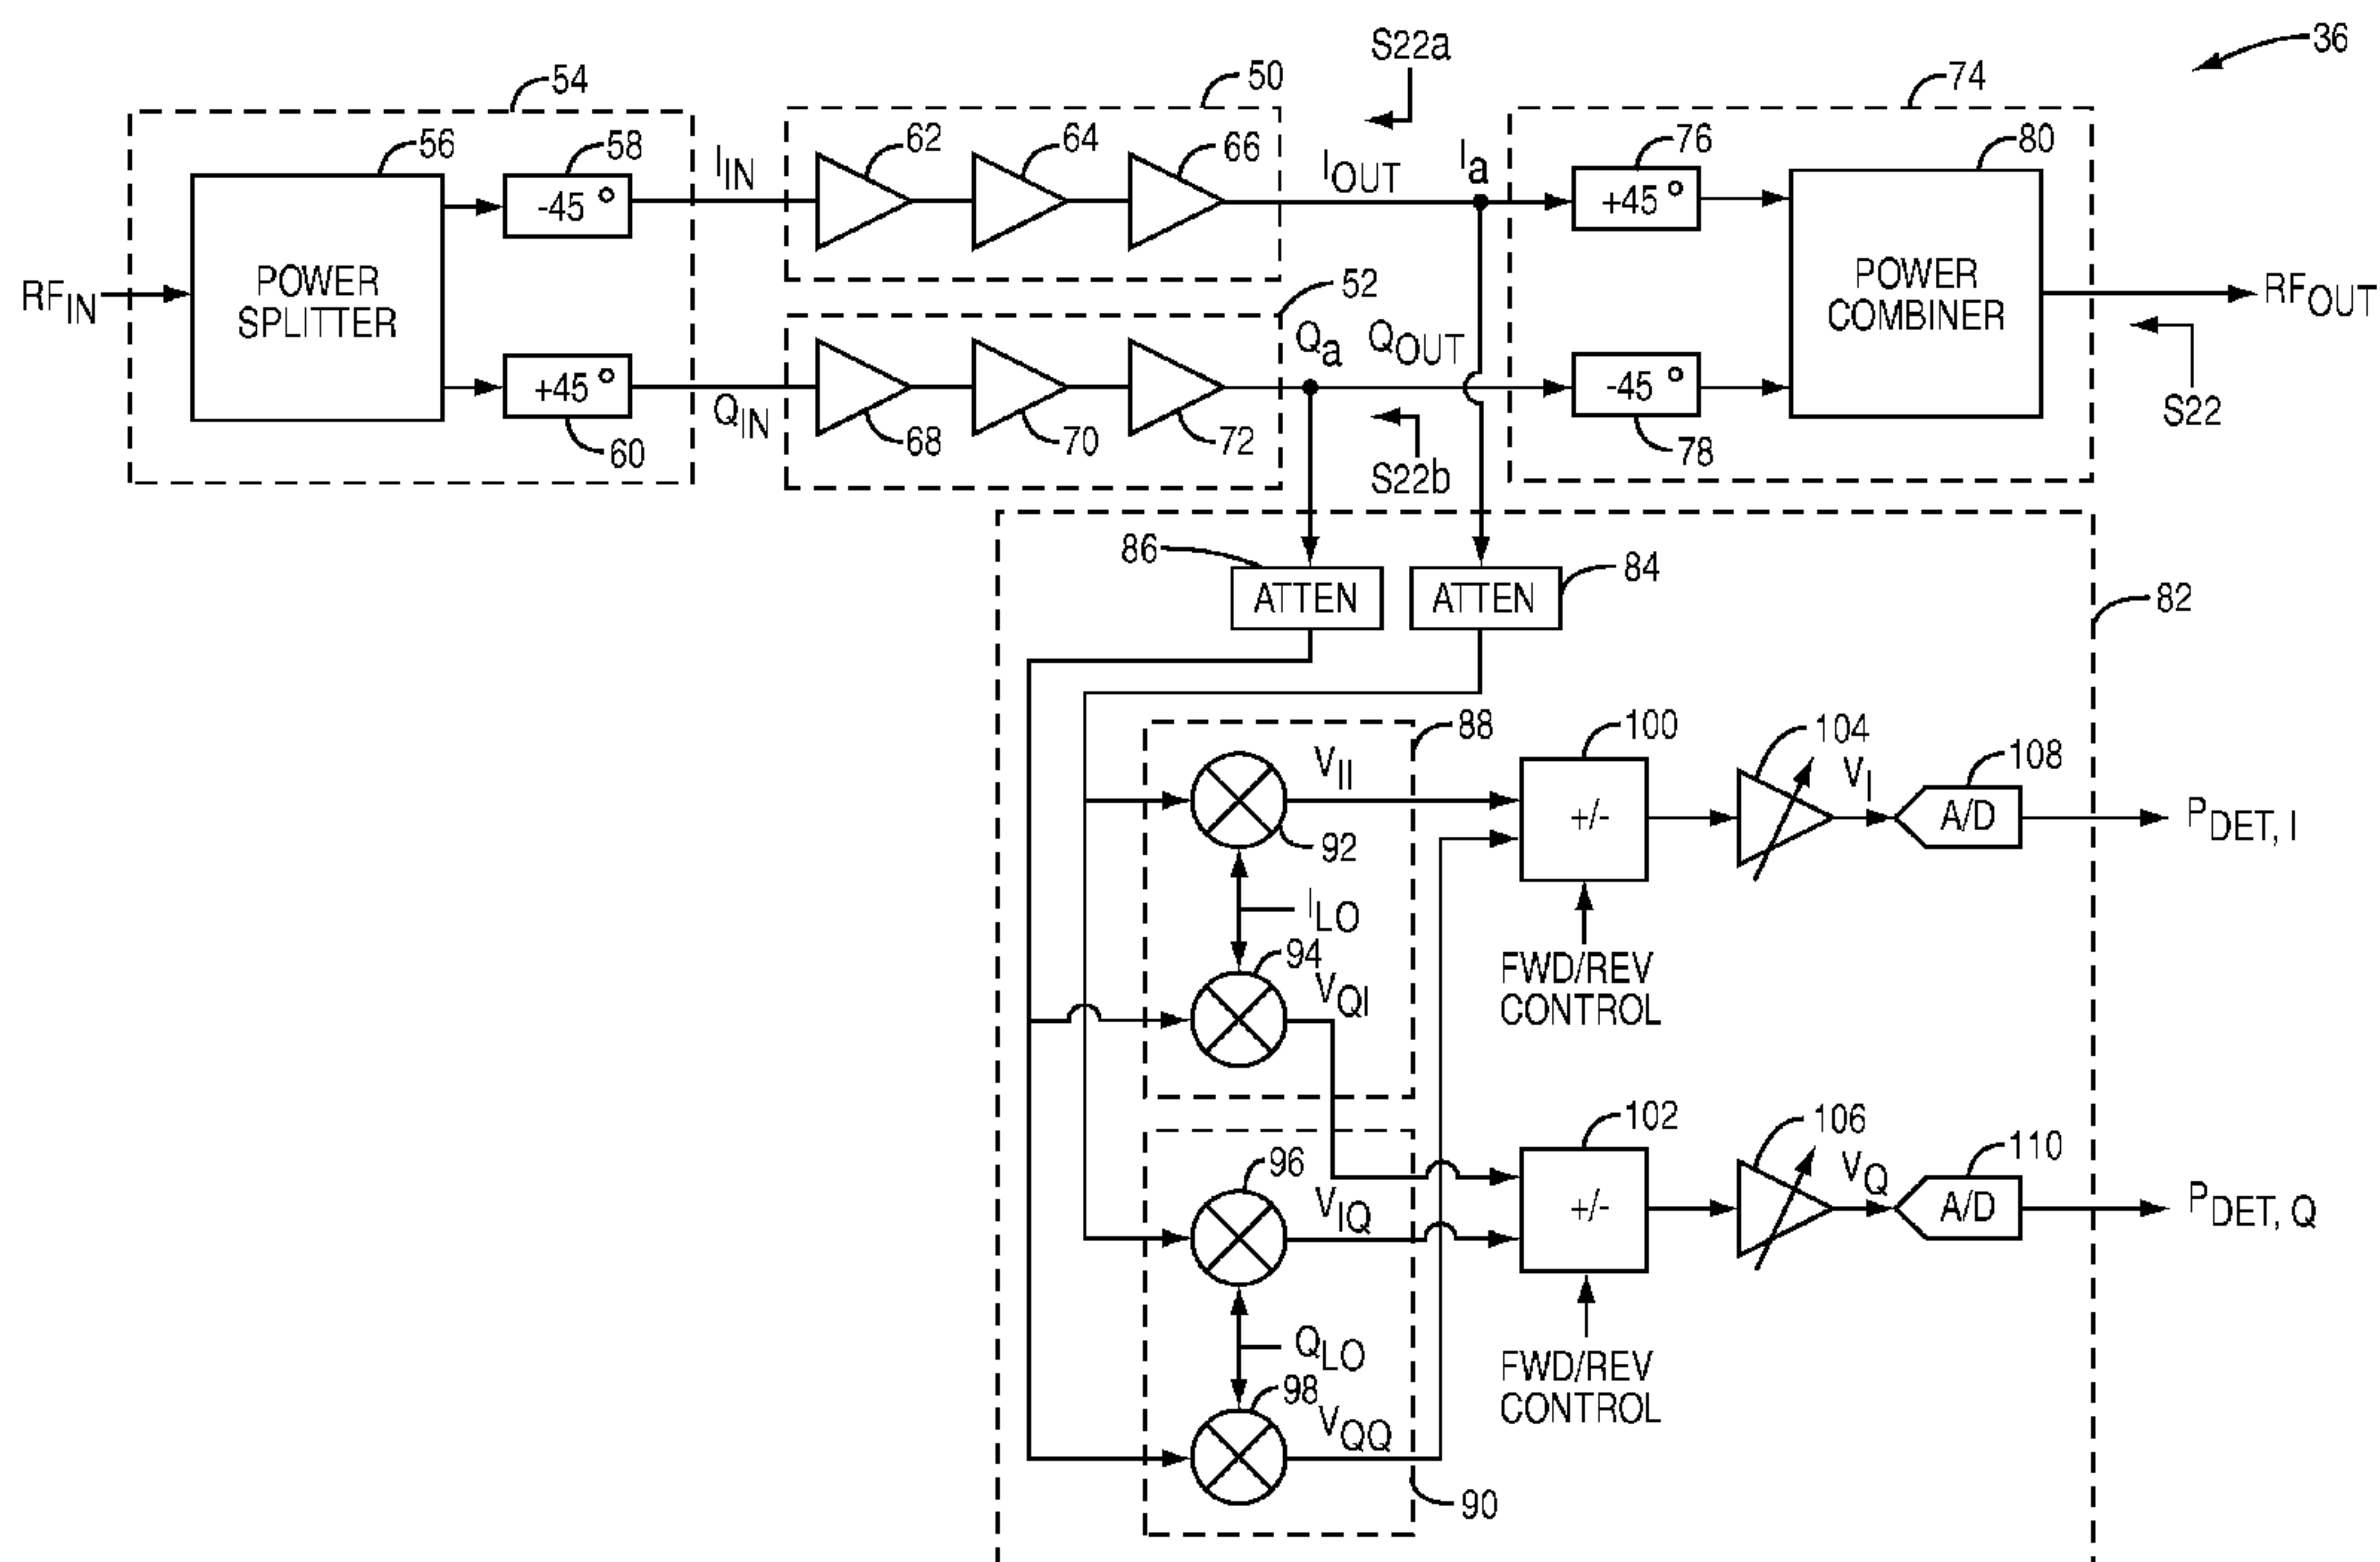 36
S22a
54
50
74
56
58
62
64
66
76
80
I_IN
I_OUT
I_a
-45°
+45°
RF_IN
POWER
SPLITTER
POWER
COMBINER
RF_OUT
52
Q_a
Q_OUT
+45°
-45°
S22
Q_IN
60
68
70
72
S22b
78
86
84
ATTEN
ATTEN
82
88
100
104
108
V_II
V_I
+/-
A/D
P_DET, I
92
I_LO
94
V_QI
FWD/REV
CONTROL
102
106
110
96
V_IQ
V_Q
+/-
A/D
P_DET, Q
Q_LO
98
V_QQ
FWD/REV
CONTROL
90